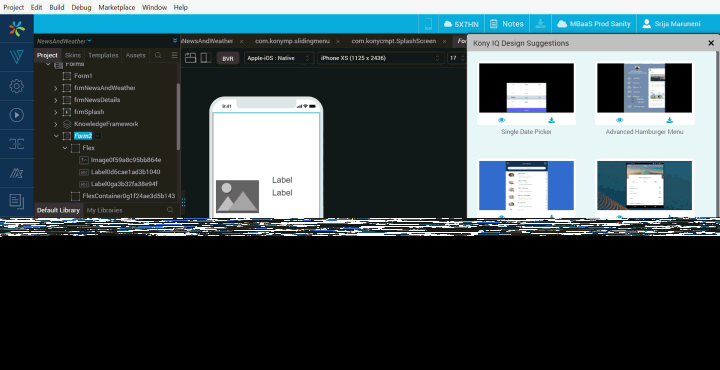 Project Edit Build Debug Marketplace Window Help
5X7HN Notes MBaaS Prod Sanity Srija Maruneni
NewsAndWeather
NewsAndWeather × com.konymp.slidingmenu × com.konycmpt.SplashScreen ×
Kony IQ Design Suggestions ×
Project Skins Templates Assets
BVR Apple-iOS : Native iPhone XS (1125 x 2436) 17
Forms
Form1
frmNewsAndWeather
frmNewsDetails
frmSplash
KnowledgeFramework
Form2
Flex
Image0f59a8c95bb864e
Label0d6cae1ad3b1040
Label0ga3b32fa38e94f
FlexContainer0g1f24ae3d5b143
Default Library My Libraries
9:41
Label
Label
Single Date Picker
Advanced Hamburger Menu